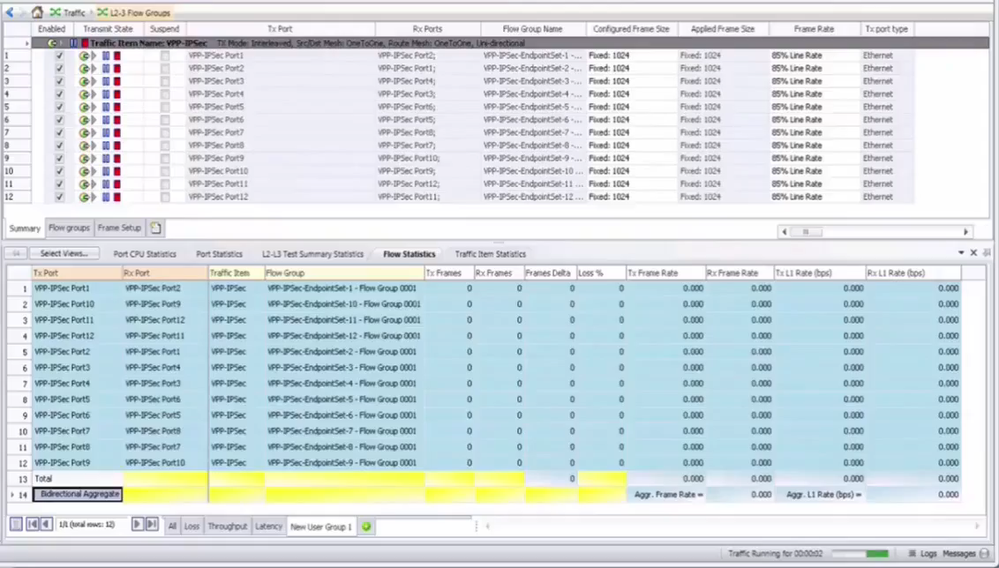 Traffic L2-3 Flow Groups
Enabled Transmit State Suspend Tx Port Rx Ports Flow Group Name Configured Frame Size Applied Frame Size Frame Rate Tx port type
Traffic Item Name: VPP-IPSec TX Mode: Interleaved, Src/Dst Mesh: OneToOne, Route Mesh: OneToOne, Uni-directional
1 VPP-IPSec Port1 VPP-IPSec Port2; VPP-IPSec-EndpointSet-1 -... Fixed: 1024 Fixed: 1024 85% Line Rate Ethernet
2 VPP-IPSec Port2 VPP-IPSec Port1; VPP-IPSec-EndpointSet-2 -... Fixed: 1024 Fixed: 1024 85% Line Rate Ethernet
3 VPP-IPSec Port3 VPP-IPSec Port4; VPP-IPSec-EndpointSet-3 -... Fixed: 1024 Fixed: 1024 85% Line Rate Ethernet
4 VPP-IPSec Port4 VPP-IPSec Port3; VPP-IPSec-EndpointSet-4 -... Fixed: 1024 Fixed: 1024 85% Line Rate Ethernet
5 VPP-IPSec Port5 VPP-IPSec Port6; VPP-IPSec-EndpointSet-5 -... Fixed: 1024 Fixed: 1024 85% Line Rate Ethernet
6 VPP-IPSec Port6 VPP-IPSec Port5; VPP-IPSec-EndpointSet-6 -... Fixed: 1024 Fixed: 1024 85% Line Rate Ethernet
7 VPP-IPSec Port7 VPP-IPSec Port8; VPP-IPSec-EndpointSet-7 -... Fixed: 1024 Fixed: 1024 85% Line Rate Ethernet
8 VPP-IPSec Port8 VPP-IPSec Port7; VPP-IPSec-EndpointSet-8 -... Fixed: 1024 Fixed: 1024 85% Line Rate Ethernet
9 VPP-IPSec Port9 VPP-IPSec Port10; VPP-IPSec-EndpointSet-9 -... Fixed: 1024 Fixed: 1024 85% Line Rate Ethernet
10 VPP-IPSec Port10 VPP-IPSec Port9; VPP-IPSec-EndpointSet-10 ... Fixed: 1024 Fixed: 1024 85% Line Rate Ethernet
11 VPP-IPSec Port11 VPP-IPSec Port12; VPP-IPSec-EndpointSet-11 ... Fixed: 1024 Fixed: 1024 85% Line Rate Ethernet
12 VPP-IPSec Port12 VPP-IPSec Port11; VPP-IPSec-EndpointSet-12 ... Fixed: 1024 Fixed: 1024 85% Line Rate Ethernet
Summary Flow groups Frame Setup
Select Views... Port CPU Statistics Port Statistics L2-L3 Test Summary Statistics Flow Statistics Traffic Item Statistics
Tx Port Rx Port Traffic Item Flow Group Tx Frames Rx Frames Frames Delta Loss % Tx Frame Rate Rx Frame Rate Tx L1 Rate (bps) Rx L1 Rate (bps)
1 VPP-IPSec Port1 VPP-IPSec Port2 VPP-IPSec VPP-IPSec-EndpointSet-1 - Flow Group 0001 0 0 0 0 0.000 0.000 0.000 0.000
2 VPP-IPSec Port10 VPP-IPSec Port9 VPP-IPSec VPP-IPSec-EndpointSet-10 - Flow Group 0001 0 0 0 0 0.000 0.000 0.000 0.000
3 VPP-IPSec Port11 VPP-IPSec Port12 VPP-IPSec VPP-IPSec-EndpointSet-11 - Flow Group 0001 0 0 0 0 0.000 0.000 0.000 0.000
4 VPP-IPSec Port12 VPP-IPSec Port11 VPP-IPSec VPP-IPSec-EndpointSet-12 - Flow Group 0001 0 0 0 0 0.000 0.000 0.000 0.000
5 VPP-IPSec Port2 VPP-IPSec Port1 VPP-IPSec VPP-IPSec-EndpointSet-2 - Flow Group 0001 0 0 0 0 0.000 0.000 0.000 0.000
6 VPP-IPSec Port3 VPP-IPSec Port4 VPP-IPSec VPP-IPSec-EndpointSet-3 - Flow Group 0001 0 0 0 0 0.000 0.000 0.000 0.000
7 VPP-IPSec Port4 VPP-IPSec Port3 VPP-IPSec VPP-IPSec-EndpointSet-4 - Flow Group 0001 0 0 0 0 0.000 0.000 0.000 0.000
8 VPP-IPSec Port5 VPP-IPSec Port6 VPP-IPSec VPP-IPSec-EndpointSet-5 - Flow Group 0001 0 0 0 0 0.000 0.000 0.000 0.000
9 VPP-IPSec Port6 VPP-IPSec Port5 VPP-IPSec VPP-IPSec-EndpointSet-6 - Flow Group 0001 0 0 0 0 0.000 0.000 0.000 0.000
10 VPP-IPSec Port7 VPP-IPSec Port8 VPP-IPSec VPP-IPSec-EndpointSet-7 - Flow Group 0001 0 0 0 0 0.000 0.000 0.000 0.000
11 VPP-IPSec Port8 VPP-IPSec Port7 VPP-IPSec VPP-IPSec-EndpointSet-8 - Flow Group 0001 0 0 0 0 0.000 0.000 0.000 0.000
12 VPP-IPSec Port9 VPP-IPSec Port10 VPP-IPSec VPP-IPSec-EndpointSet-9 - Flow Group 0001 0 0 0 0 0.000 0.000 0.000 0.000
13 Total 0 0.000 0.000 0.000 0.000
14 Bidirectional Aggregate Aggr. Frame Rate = 0.000 Aggr. L1 Rate (bps) = 0.000
1/1 (total rows: 12) All Loss Throughput Latency New User Group 1
Traffic Running for 00:00:02 Logs Messages